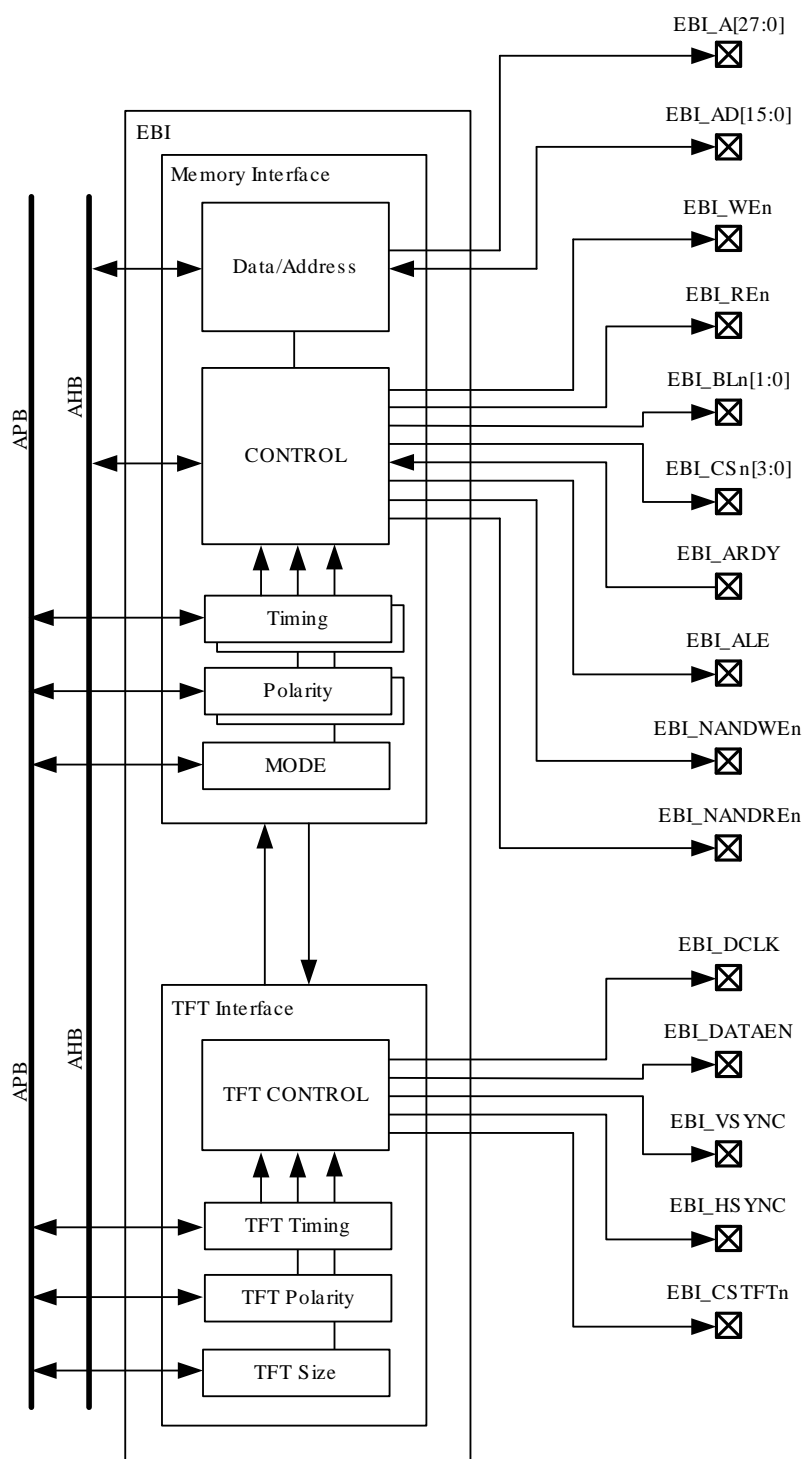 EBI_A[27:0]
EBI
EBI_AD[15:0]
Memory Interface
EBI_WEn
Data/Address
EBI_REn
EBI_BLn[1:0]
APB
AHB
CONTROL
EBI_CSn[3:0]
EBI_ARDY
Timing
EBI_ALE
Polarity
EBI_NANDWEn
MODE
EBI_NANDREn
EBI_DCLK
TFT Interface
EBI_DATAEN
APB
AHB
TFT CONTROL
EBI_VSYNC
EBI_HSYNC
TFT Timing
TFT Polarity
EBI_CSTFTn
TFT Size